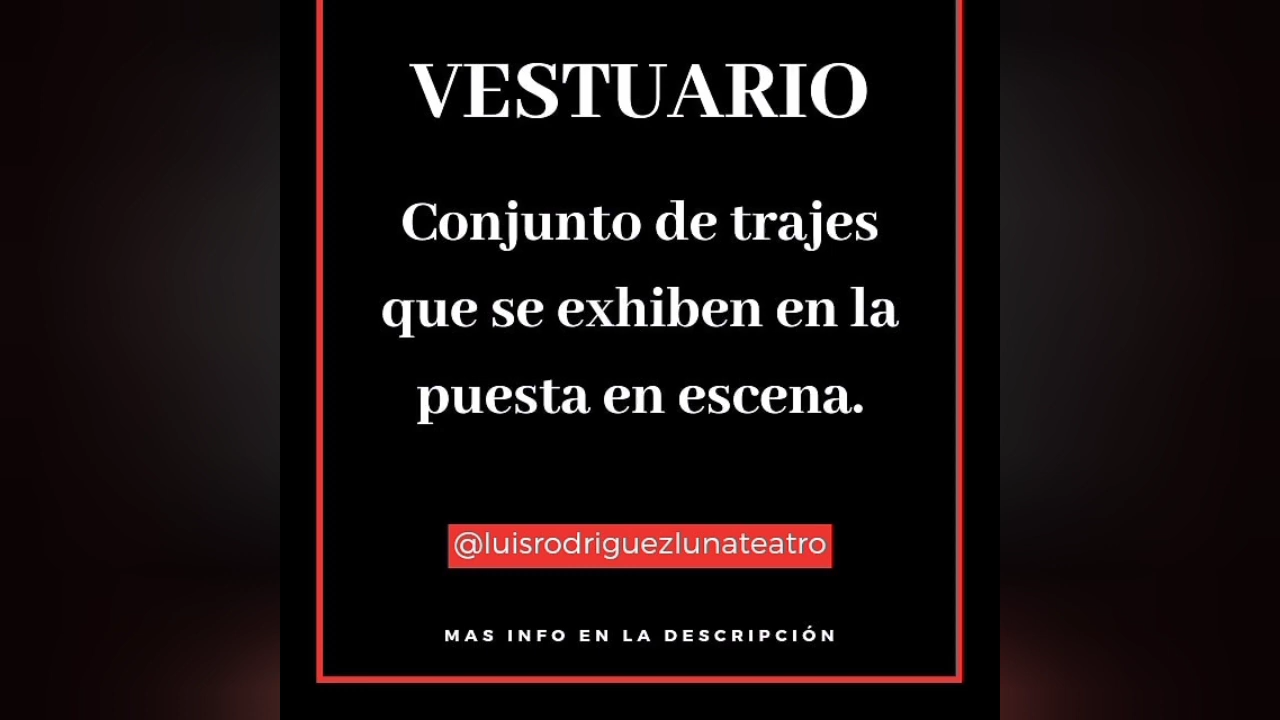 VESTUARIO
Conjunto de trajes
que se exhiben en la
puesta en escena.
@luisrodriguezlunateatro
MAS INFO EN LA DESCRIPCIÓN